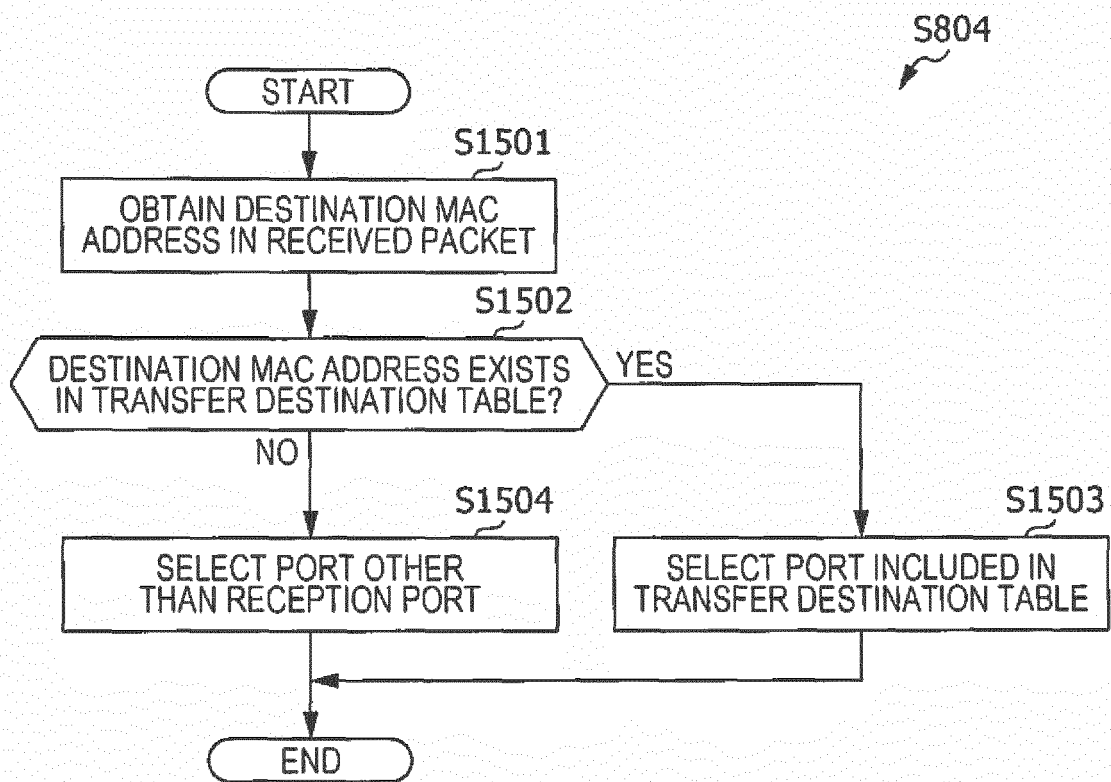 S804
START
S1501
OBTAIN DESTINATION MAC
ADDRESS IN RECEIVED PACKET
S1502
DESTINATION MAC ADDRESS EXISTS
IN TRANSFER DESTINATION TABLE?
YES
NO
S1504
SELECT PORT OTHER
THAN RECEPTION PORT
S1503
SELECT PORT INCLUDED IN
TRANSFER DESTINATION TABLE
END